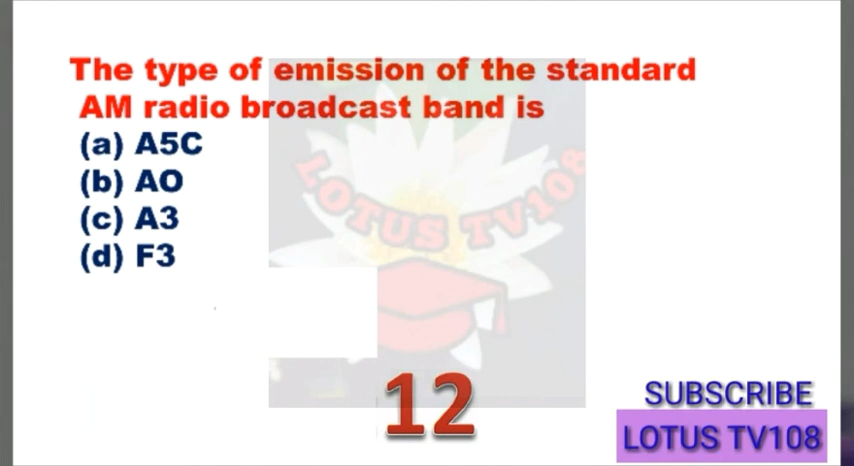 The type of emission of the standard
AM radio broadcast band is
(a) A5C
(b) AO
(c) A3
(d) F3
LOTUS TV108
12
SUBSCRIBE
LOTUS TV108